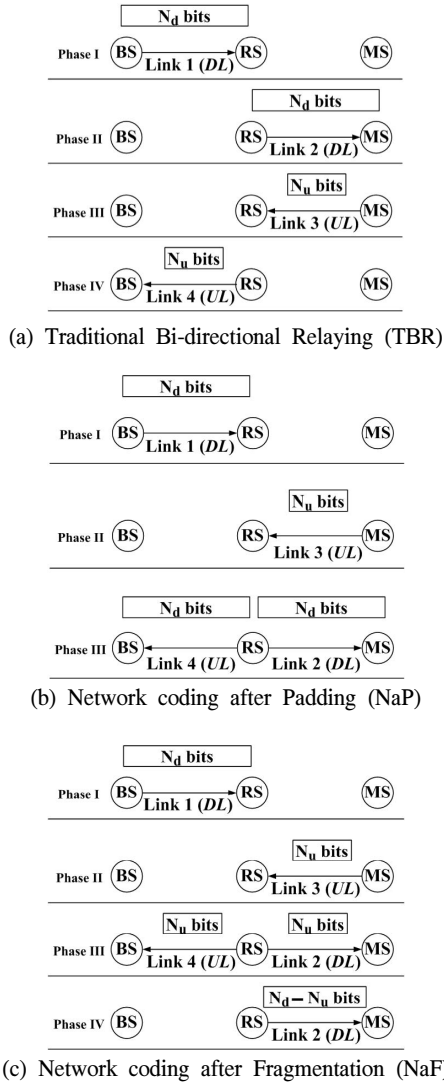 N_d bits
Phase I BS RS MS
Link 1 (DL)
N_d bits
Phase II BS RS MS
Link 2 (DL)
N_u bits
Phase III BS RS MS
Link 3 (UL)
N_u bits
Phase IV BS RS MS
Link 4 (UL)
(a) Traditional Bi-directional Relaying (TBR)
N_d bits
Phase I BS RS MS
Link 1 (DL)
N_u bits
Phase II BS RS MS
Link 3 (UL)
N_d bits N_d bits
Phase III BS RS MS
Link 4 (UL) Link 2 (DL)
(b) Network coding after Padding (NaP)
N_d bits
Phase I BS RS MS
Link 1 (DL)
N_u bits
Phase II BS RS MS
Link 3 (UL)
N_u bits N_u bits
Phase III BS RS MS
Link 4 (UL) Link 2 (DL)
N_d − N_u bits
Phase IV BS RS MS
Link 2 (DL)
(c) Network coding after Fragmentation (NaF)